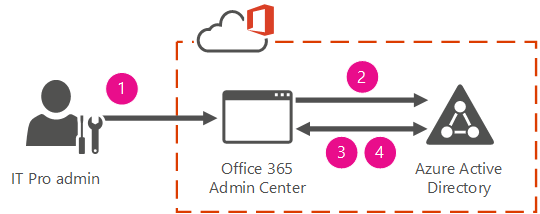 1
2
3
4
IT Pro admin
Office 365
Admin Center
Azure Active
Directory